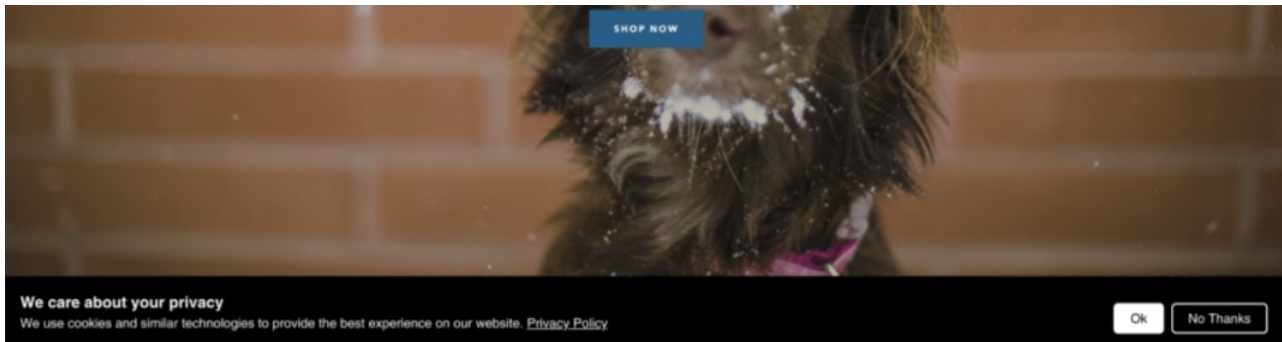 SHOP NOW
We care about your privacy
We use cookies and similar technologies to provide the best experience on our website. Privacy Policy
Ok
No Thanks